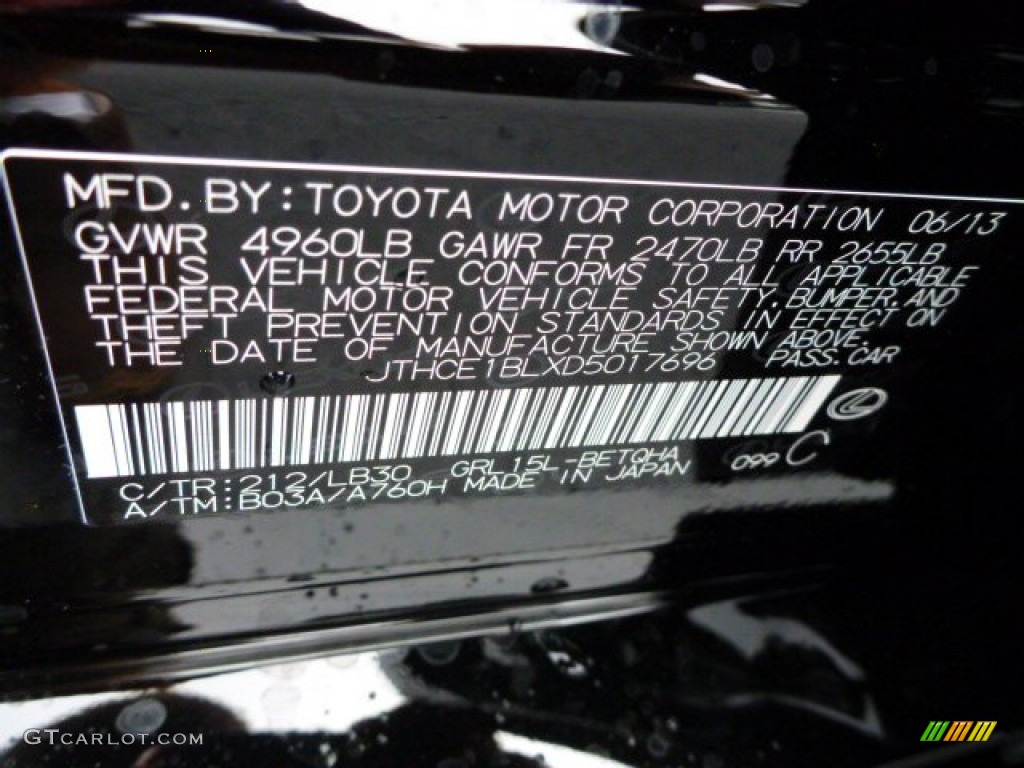 MFD. BY: TOYOTA MOTOR CORPORATION 06/13
GVWR 4960LB GAWR FR 2470LB RR 2655LB
THIS VEHICLE CONFORMS TO ALL APPLICABLE
FEDERAL MOTOR VEHICLE SAFETY, BUMPER, AND
THEFT PREVENTION STANDARDS IN EFFECT ON
THE DATE OF MANUFACTURE SHOWN ABOVE.
JTHCE1BLXD5017696 PASS. CAR
C/TR:212/LB30 GRL15L-BETQHA 099 C
A/TM:B03A/A760H MADE IN JAPAN
GTCARLOT.COM